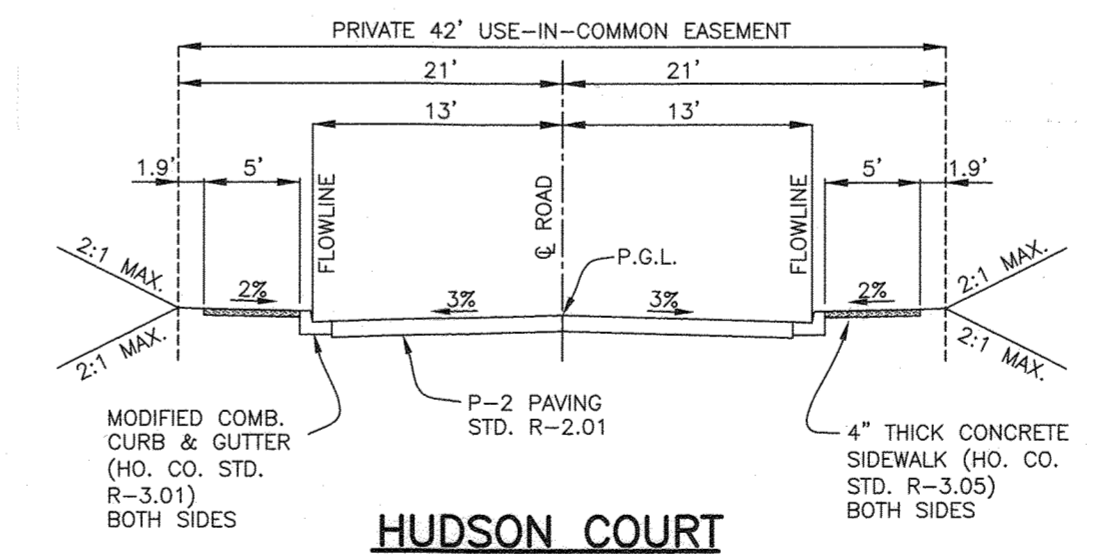 PRIVATE 42' USE-IN-COMMON EASEMENT
21' 21'
13' 13'
1.9' 5' 5' 1.9'
FLOWLINE
℄ ROAD
FLOWLINE
P.G.L.
2:1 MAX.
2:1 MAX.
2%
3%
3%
2%
2:1 MAX.
2:1 MAX.
MODIFIED COMB.
CURB & GUTTER
(HO. CO. STD.
R-3.01)
BOTH SIDES
P-2 PAVING
STD. R-2.01
4" THICK CONCRETE
SIDEWALK (HO. CO.
STD. R-3.05)
BOTH SIDES
HUDSON COURT